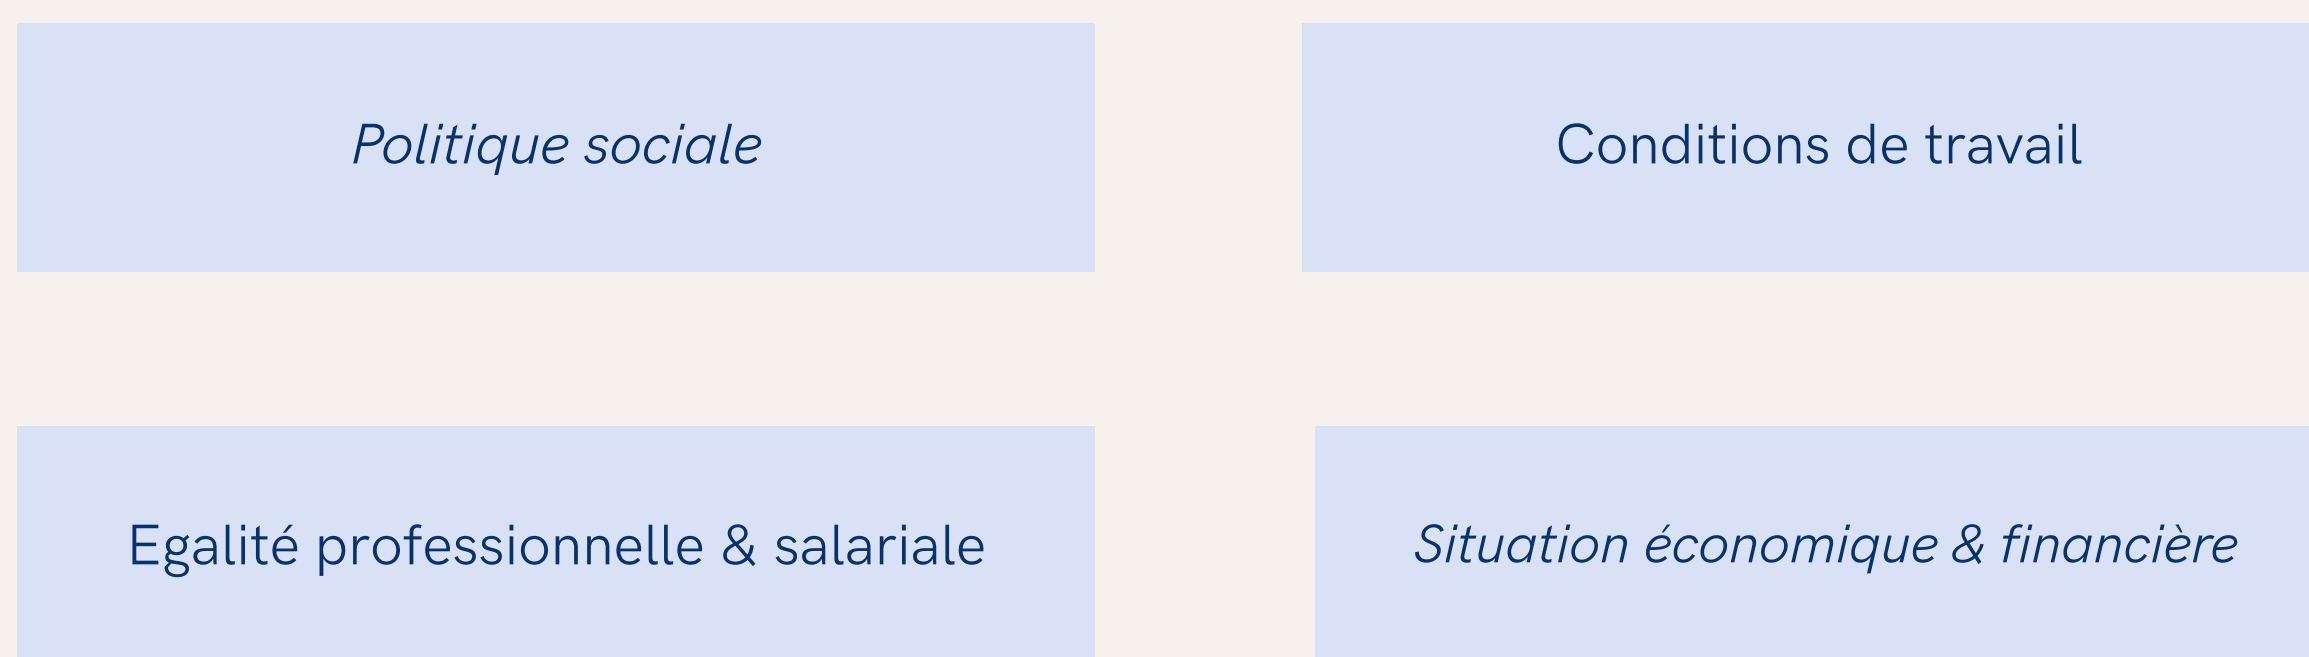 Politique sociale
Conditions de travail
Egalité professionnelle & salariale
Situation économique & financière